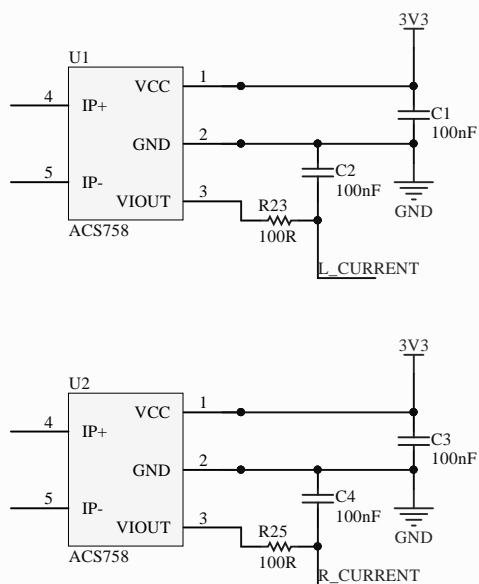 3V3
U1
VCC 1
4 IP+
C1
100nF
GND 2
C2
100nF
5 IP-
VIOUT 3
R23
100R
GND
ACS758
L_CURRENT
3V3
U2
VCC 1
4 IP+
C3
100nF
GND 2
C4
100nF
5 IP-
VIOUT 3
R25
100R
GND
ACS758
R_CURRENT